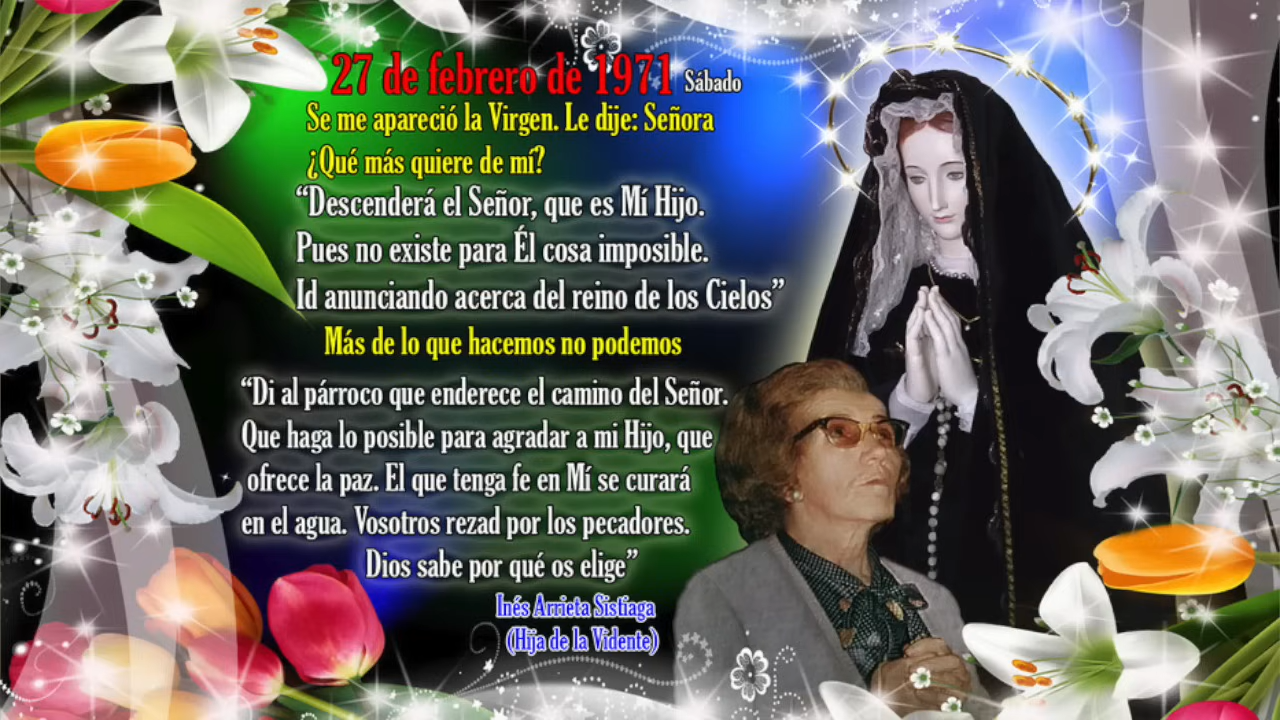 27 de febrero de 1971 Sábado
Se me apareció la Virgen. Le dije: Señora
¿Qué más quiere de mí?
“Descenderá el Señor, que es Mí Hijo.
Pues no existe para Él cosa imposible.
Id anunciando acerca del reino de los Cielos”
Más de lo que hacemos no podemos
“Di al párroco que enderece el camino del Señor.
Que haga lo posible para agradar a mi Hijo, que
ofrece la paz. El que tenga fe en Mí se curará
en el agua. Vosotros rezad por los pecadores.
Dios sabe por qué os elige”
Inés Arrieta Sistiaga
(Hija de la Vidente)